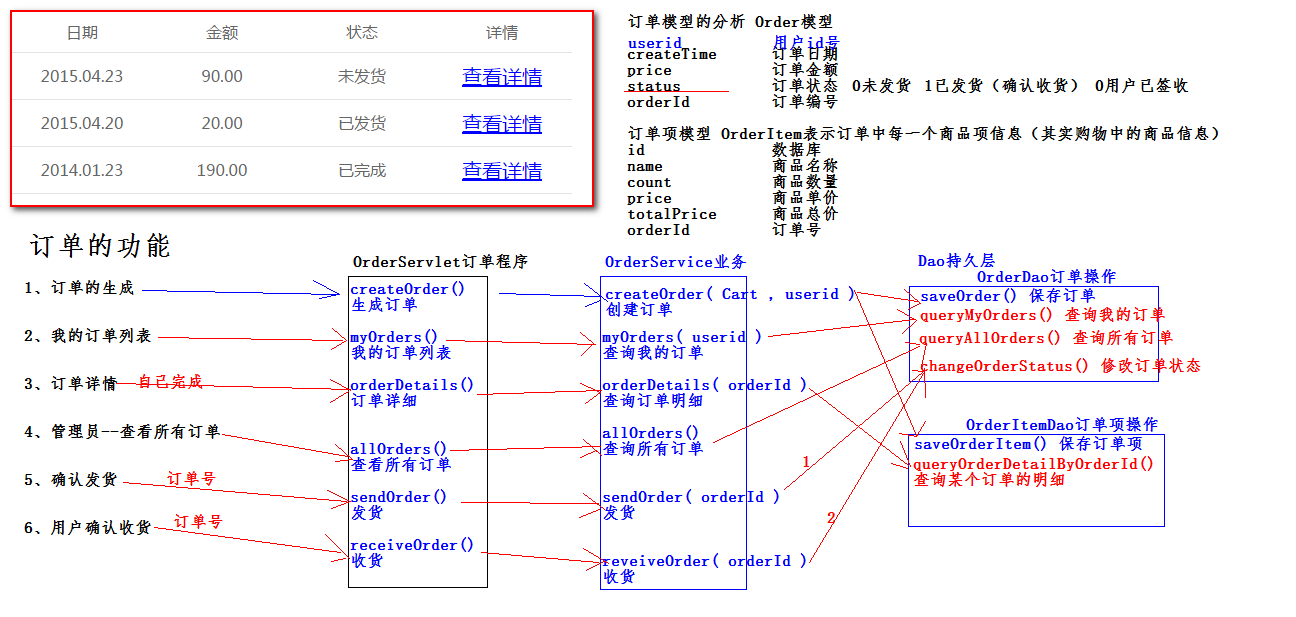 日期 金额 状态 详情
2015.04.23 90.00 未发货 查看详情
2015.04.20 20.00 已发货 查看详情
2014.01.23 190.00 已完成 查看详情
订单模型的分析 Order模型
userid 用户id号
createTime 订单日期
price 订单金额
status 订单状态 0未发货 1已发货（确认收货） 0用户已签收
orderId 订单编号
订单项模型 OrderItem表示订单中每一个商品项信息（其实购物中的商品信息）
id 数据库
name 商品名称
count 商品数量
price 商品单价
totalPrice 商品总价
orderId 订单号
订单的功能
1、订单的生成
2、我的订单列表
3、订单详情 自己完成
4、管理员--查看所有订单
5、确认发货 订单号
6、用户确认收货 订单号
OrderServlet订单程序
createOrder()
生成订单
myOrders()
我的订单列表
orderDetails()
订单详细
allOrders()
查看所有订单
sendOrder()
发货
receiveOrder()
收货
OrderService业务
createOrder( Cart , userid )
创建订单
myOrders( userid )
查询我的订单
orderDetails( orderId )
查询订单明细
allOrders()
查询所有订单
sendOrder( orderId )
发货
reveiveOrder( orderId )
收货
1
2
Dao持久层
OrderDao订单操作
saveOrder() 保存订单
queryMyOrders() 查询我的订单
queryAllOrders() 查询所有订单
changeOrderStatus() 修改订单状态
OrderItemDao订单项操作
saveOrderItem() 保存订单项
queryOrderDetailByOrderId()
查询某个订单的明细